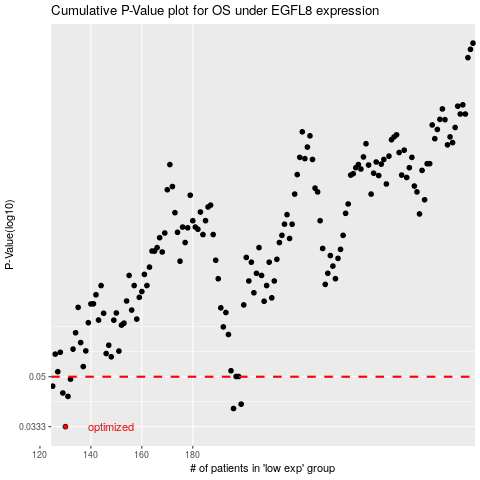 Cumulative P-Value plot for OS under EGFL8 expression
P-Value(log10)
0.05
0.0333
optimized
120 140 160 180
# of patients in 'low exp' group